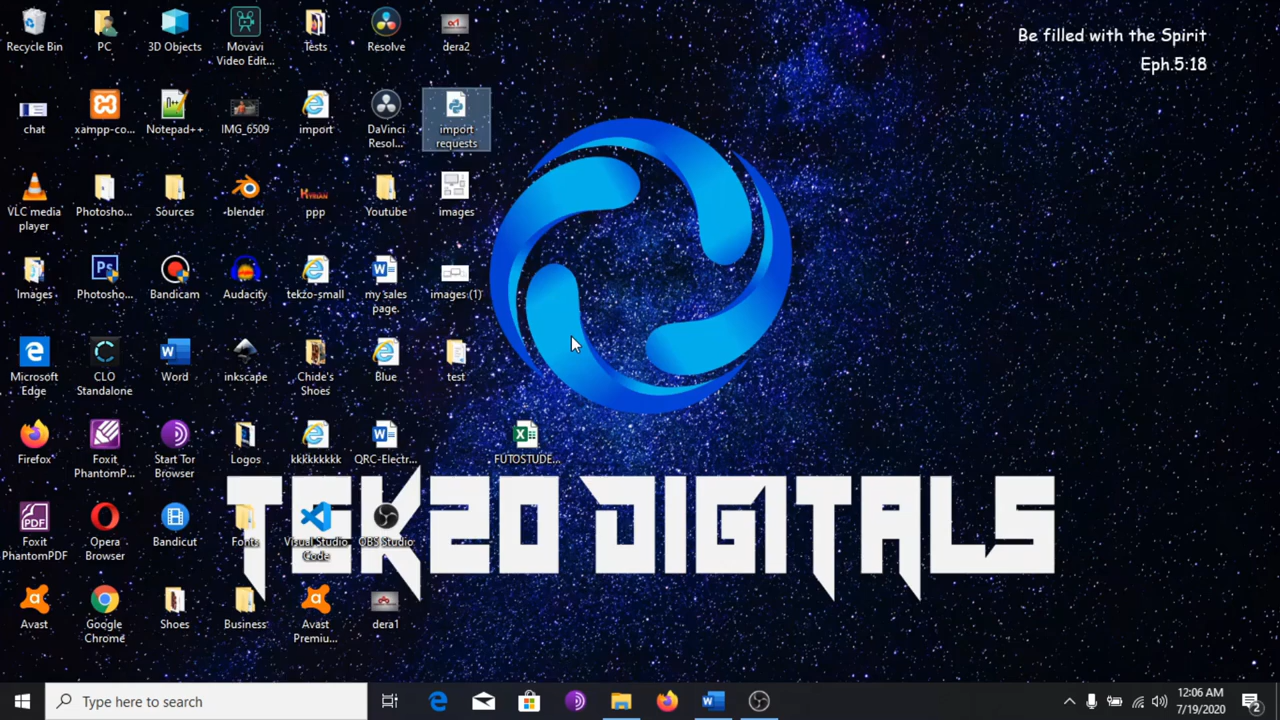 Recycle Bin
PC
3D Objects
Movavi
Video Edit...
Tests
Resolve
dera2
Be filled with the Spirit
Eph.5:18
chat
xampp-co...
Notepad++
IMG_6509
import
DaVinci
Resol...
import
requests
VLC media
player
Photosho...
Sources
blender
KYRIAN
ppp
Youtube
images
Images
Ps
Photosho...
Bandicam
Audacity
tekzo-small
my sales
page
images (1)
Microsoft
Edge
CLO
Standalone
Word
inkscape
Chide's
Shoes
Blue
test
Firefox
Foxit
PhantomP...
Start Tor
Browser
Logos
kkkkkkkkk
QRC-Electr...
FUTOSTUDE...
TEKZO DIGITALS
PDF
Foxit
PhantomPDF
Opera
Browser
Bandicut
Fonts
Visual Studio
Code
OBS Studio
Avast
Google
Chrome
Shoes
Business
Avast
Premiu...
dera1
Type here to search
12:06 AM
7/19/2020
2